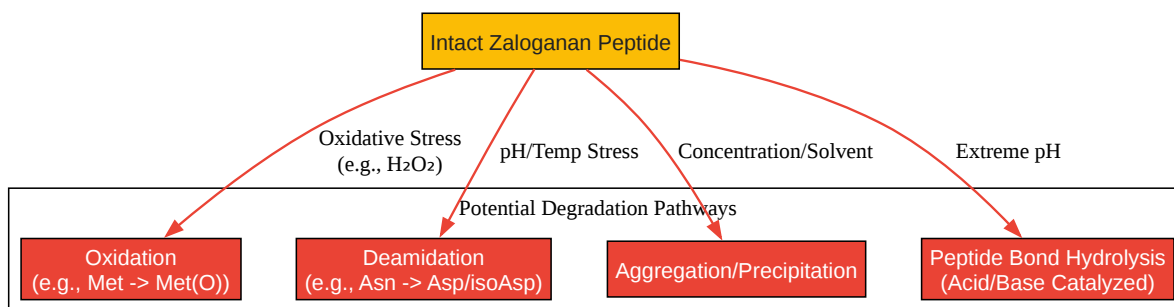 Intact Zaloganan Peptide
Oxidative Stress
(e.g., H₂O₂)
pH/Temp Stress
Concentration/Solvent
Extreme pH
Potential Degradation Pathways
Oxidation
(e.g., Met -> Met(O))
Deamidation
(e.g., Asn -> Asp/isoAsp)
Aggregation/Precipitation
Peptide Bond Hydrolysis
(Acid/Base Catalyzed)